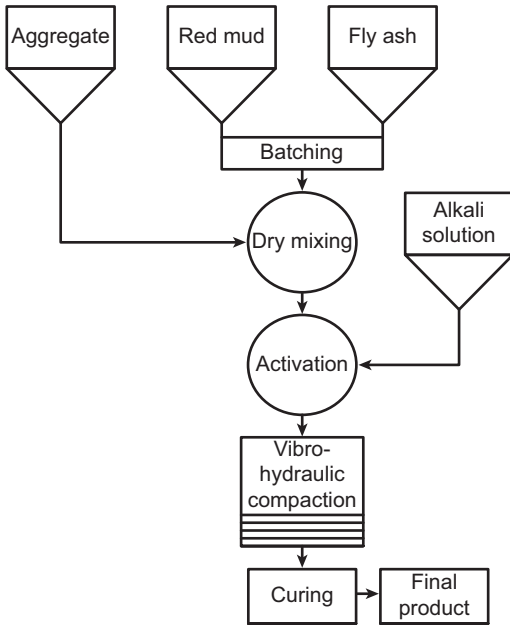 Aggregate
Red mud
Fly ash
Batching
Dry mixing
Alkali
solution
Activation
Vibro-
hydraulic
compaction
Curing
Final
product